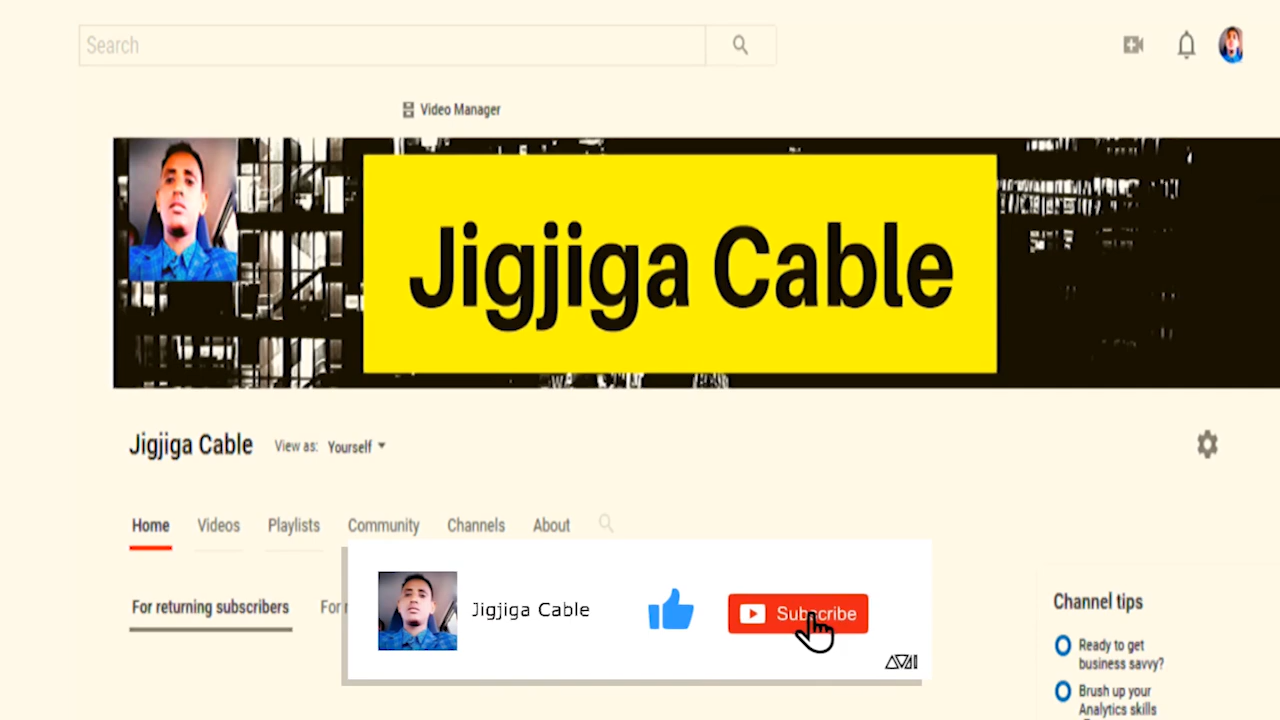 Search
Video Manager
Jigjiga Cable
Jigjiga Cable View as: Yourself
Home Videos Playlists Community Channels About
For returning subscribers For
Jigjiga Cable
Subscribe
Channel tips
Ready to get
business savvy?
Brush up your
Analytics skills